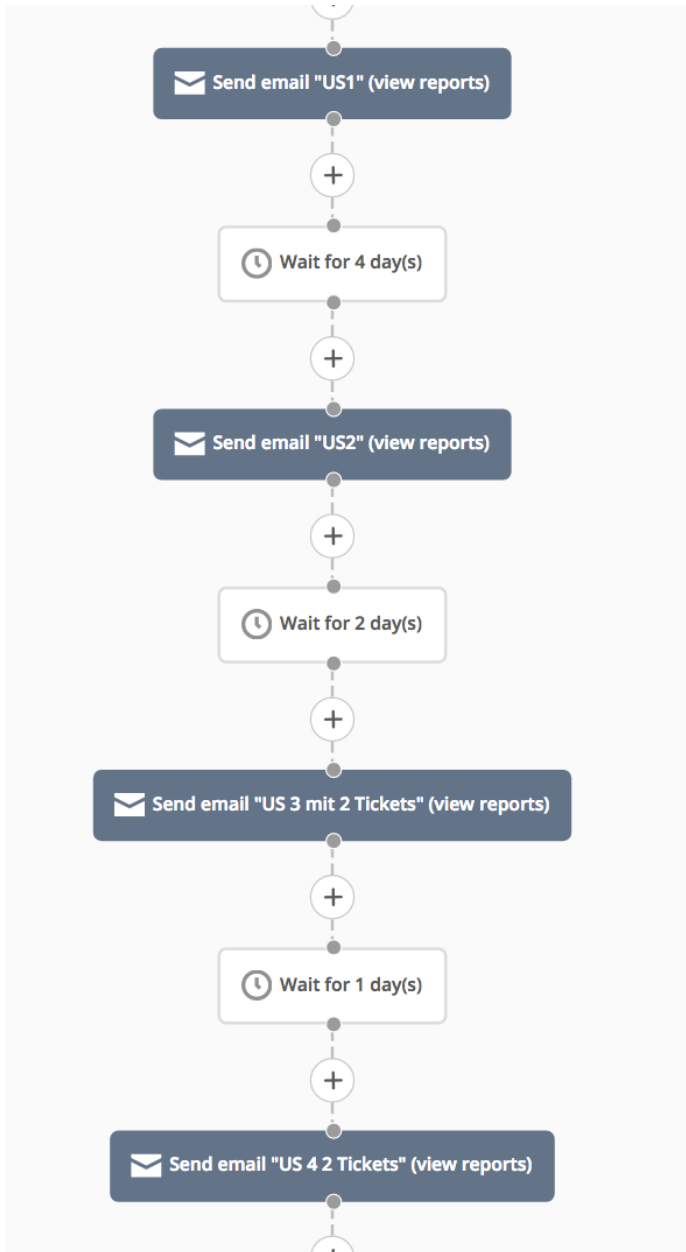 Send email "US1" (view reports)
Wait for 4 day(s)
Send email "US2" (view reports)
Wait for 2 day(s)
Send email "US 3 mit 2 Tickets" (view reports)
Wait for 1 day(s)
Send email "US 4 2 Tickets" (view reports)